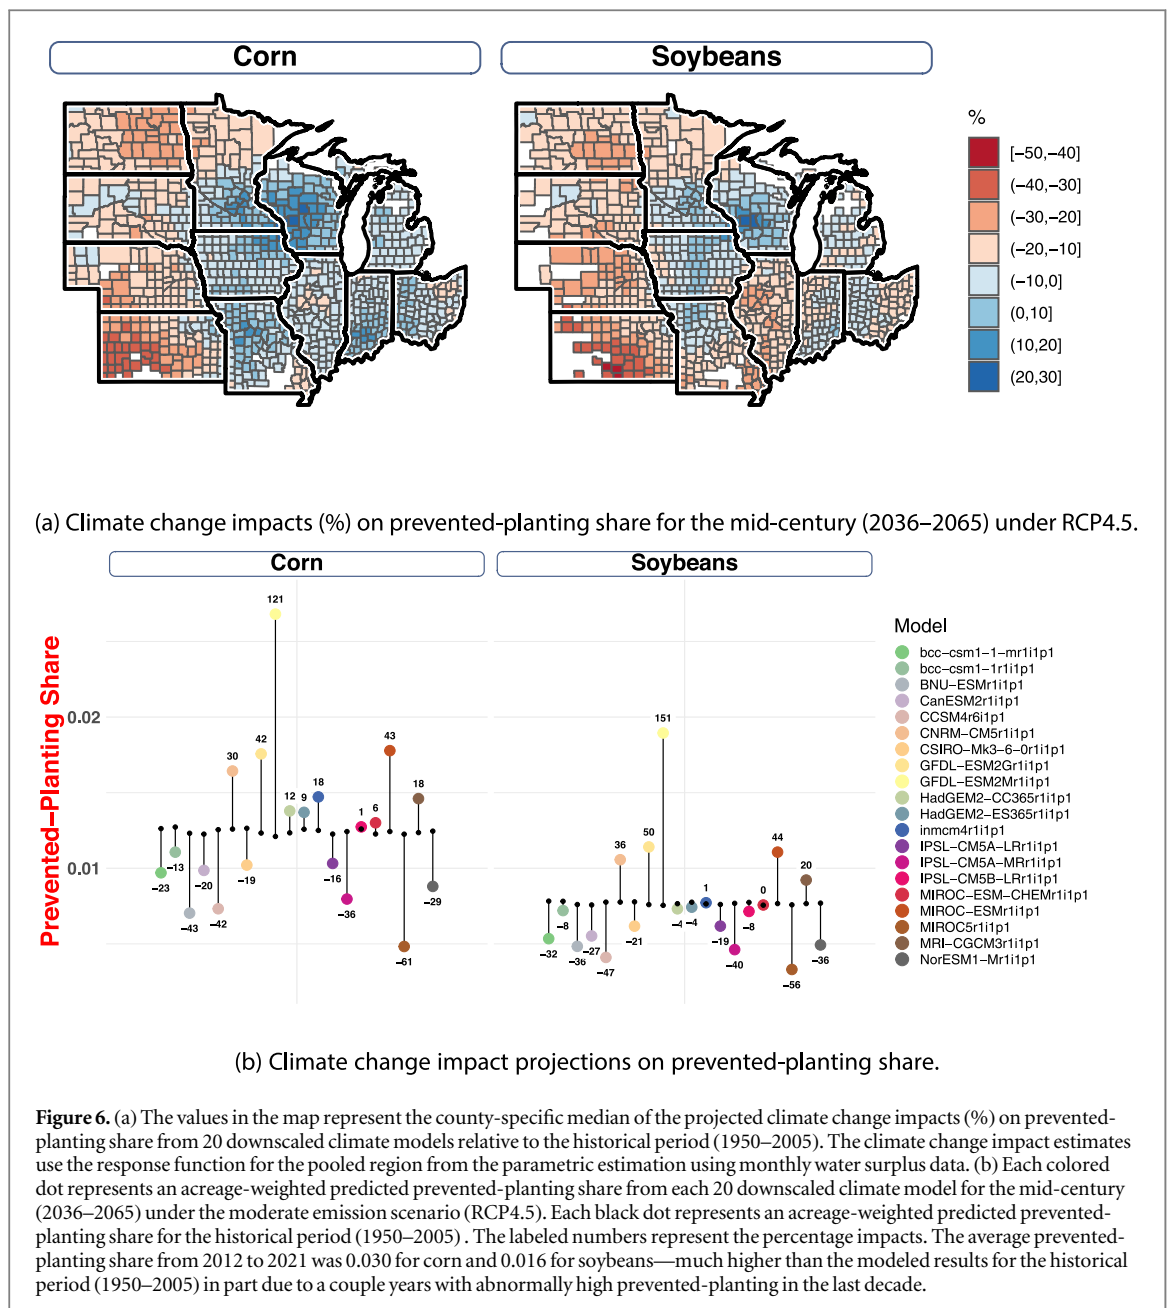 Corn
Soybeans
%
[−50,−40]
(−40,−30]
(−30,−20]
(−20,−10]
(−10,0]
(0,10]
(10,20]
(20,30]
(a) Climate change impacts (%) on prevented-planting share for the mid-century (2036–2065) under RCP4.5.
Corn
Soybeans
Prevented−Planting Share
0.02
0.01
−23
−13
−43
−20
−42
30
−19
42
121
12
9
18
−16
−36
1
6
43
−61
18
−29
−32
−8
−36
−27
−47
36
−21
50
151
−4
−4
1
−19
−40
−8
0
44
−56
20
−36
Model
bcc−csm1−1−mr1i1p1
bcc−csm1−1r1i1p1
BNU−ESMr1i1p1
CanESM2r1i1p1
CCSM4r6i1p1
CNRM−CM5r1i1p1
CSIRO−Mk3−6−0r1i1p1
GFDL−ESM2Gr1i1p1
GFDL−ESM2Mr1i1p1
HadGEM2−CC365r1i1p1
HadGEM2−ES365r1i1p1
inmcm4r1i1p1
IPSL−CM5A−LRr1i1p1
IPSL−CM5A−MRr1i1p1
IPSL−CM5B−LRr1i1p1
MIROC−ESM−CHEMr1i1p1
MIROC−ESMr1i1p1
MIROC5r1i1p1
MRI−CGCM3r1i1p1
NorESM1−Mr1i1p1
(b) Climate change impact projections on prevented-planting share.
Figure 6. (a) The values in the map represent the county-specific median of the projected climate change impacts (%) on prevented-
planting share from 20 downscaled climate models relative to the historical period (1950–2005). The climate change impact estimates
use the response function for the pooled region from the parametric estimation using monthly water surplus data. (b) Each colored
dot represents an acreage-weighted predicted prevented-planting share from each 20 downscaled climate model for the mid-century
(2036–2065) under the moderate emission scenario (RCP4.5). Each black dot represents an acreage-weighted predicted prevented-
planting share for the historical period (1950–2005) . The labeled numbers represent the percentage impacts. The average prevented-
planting share from 2012 to 2021 was 0.030 for corn and 0.016 for soybeans—much higher than the modeled results for the historical
period (1950–2005) in part due to a couple years with abnormally high prevented-planting in the last decade.